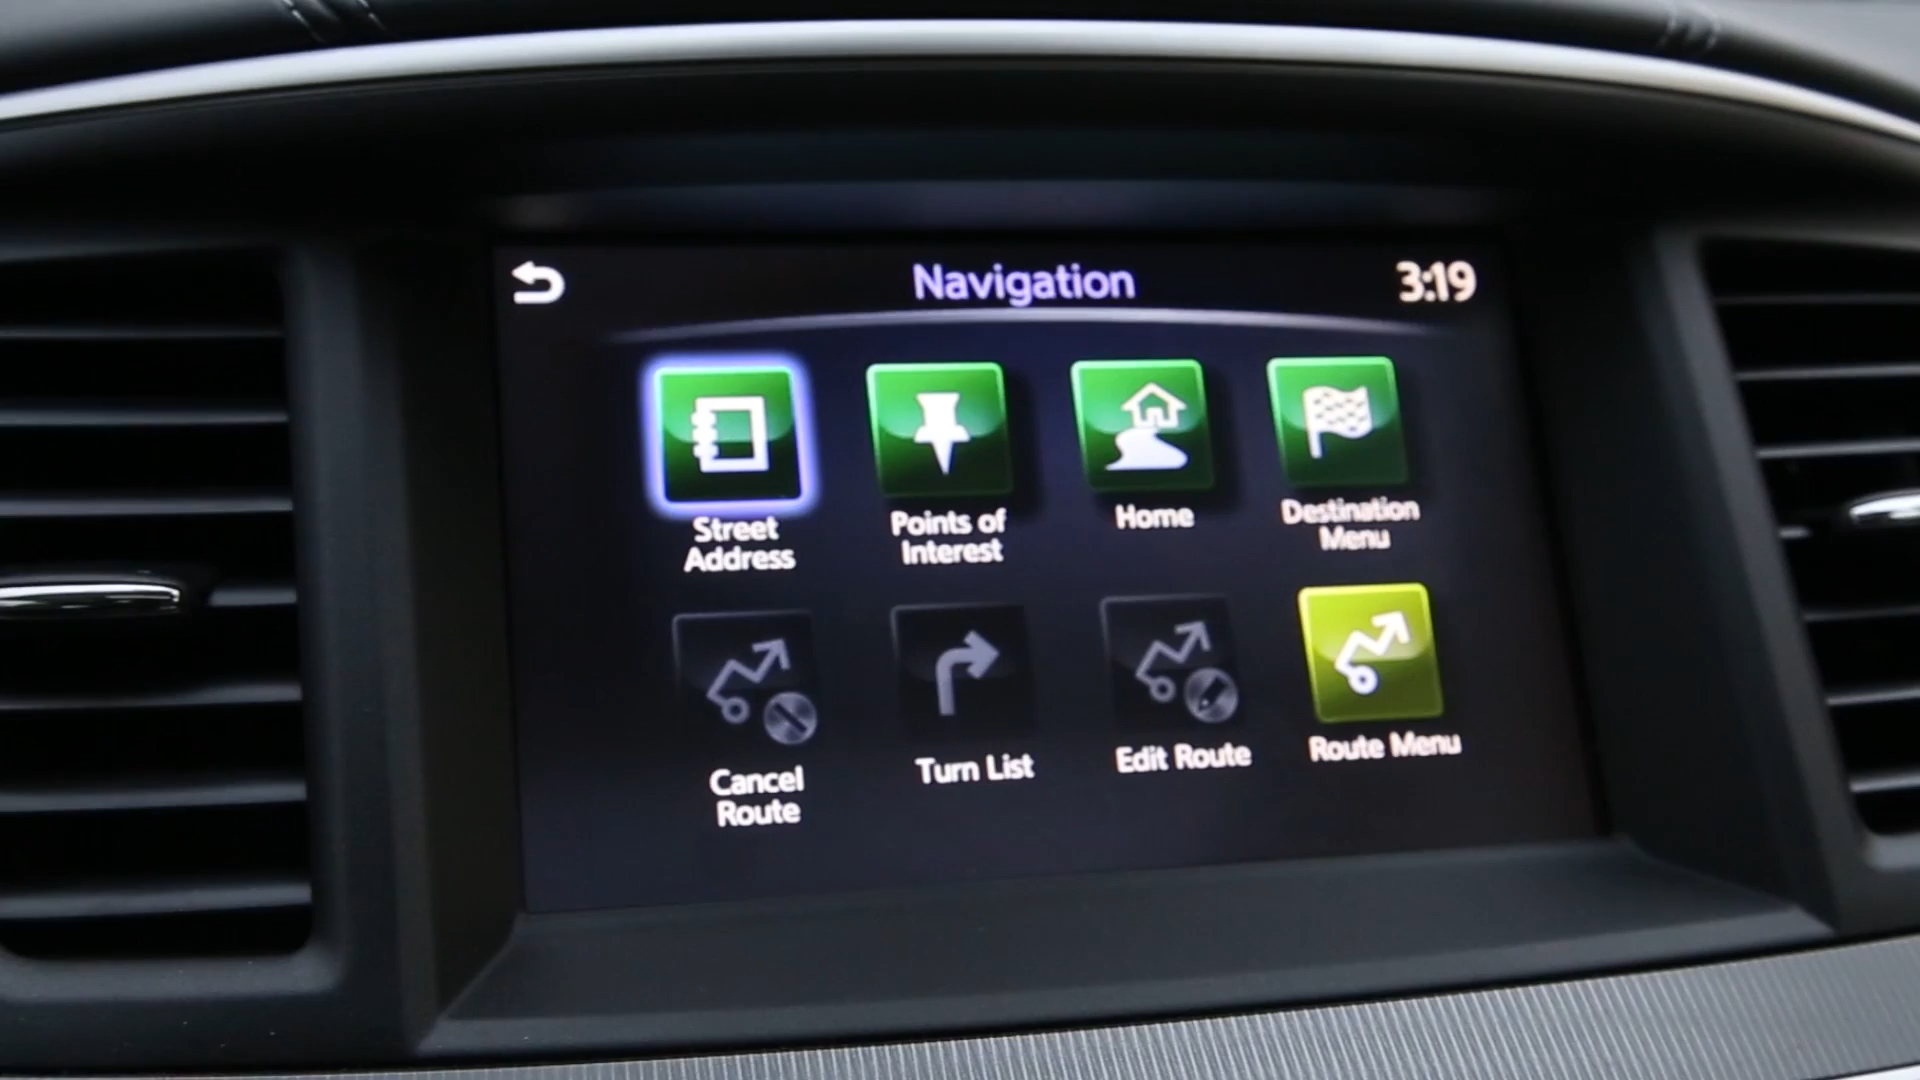 Navigation
3:19
Street
Address
Points of
Interest
Home
Destination
Menu
Cancel
Route
Turn List
Edit Route
Route Menu